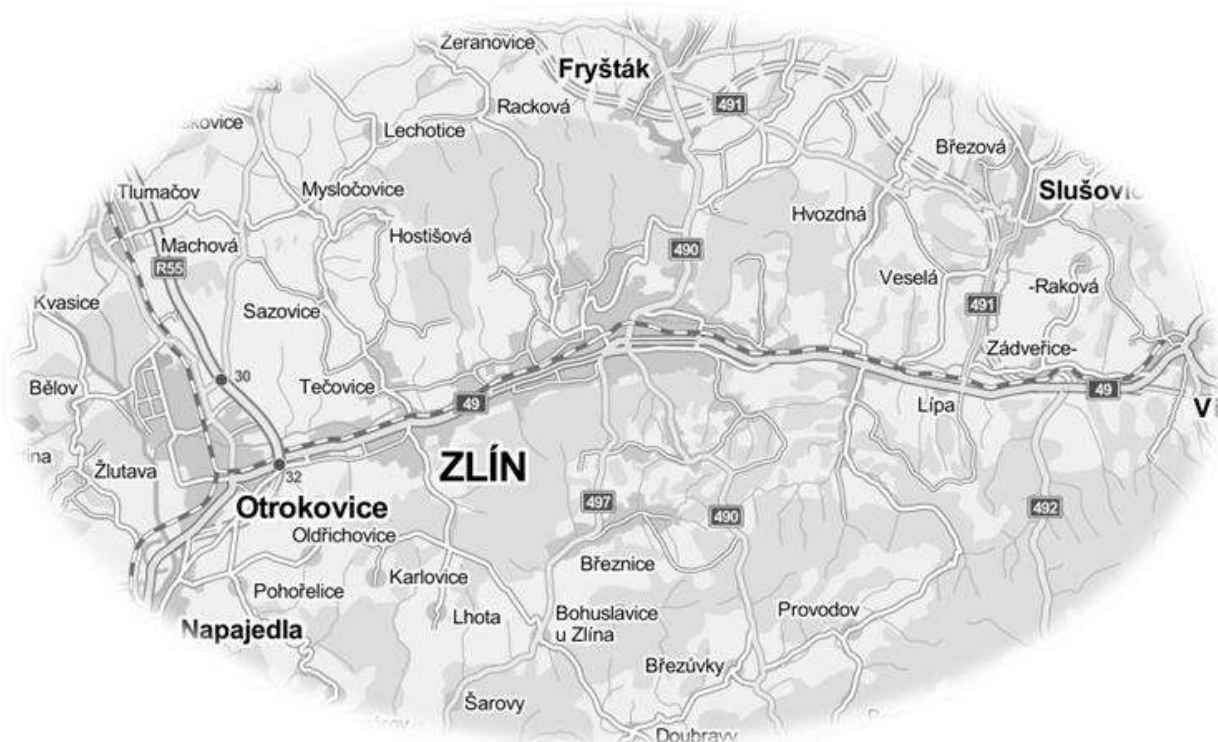 Žeranovice
Fryšták
Racková
491
Lechotice
Březová
Tlumačov
Mysločovice
Slušovic
Hvozdná
Machová
Hostišová
490
R55
Veselá
-Raková
Kvasice
Sazovice
491
Zádveřice-
30
Tečovice
Bělov
49
49
Lípa
V
ZLÍN
Žlutava
32
497
490
492
Otrokovice
Oldřichovice
Březnice
Karlovice
Pohořelice
Lhota
Bohuslavice
u Zlína
Provodov
Napajedla
Březůvky
Šarovy
Doubravy